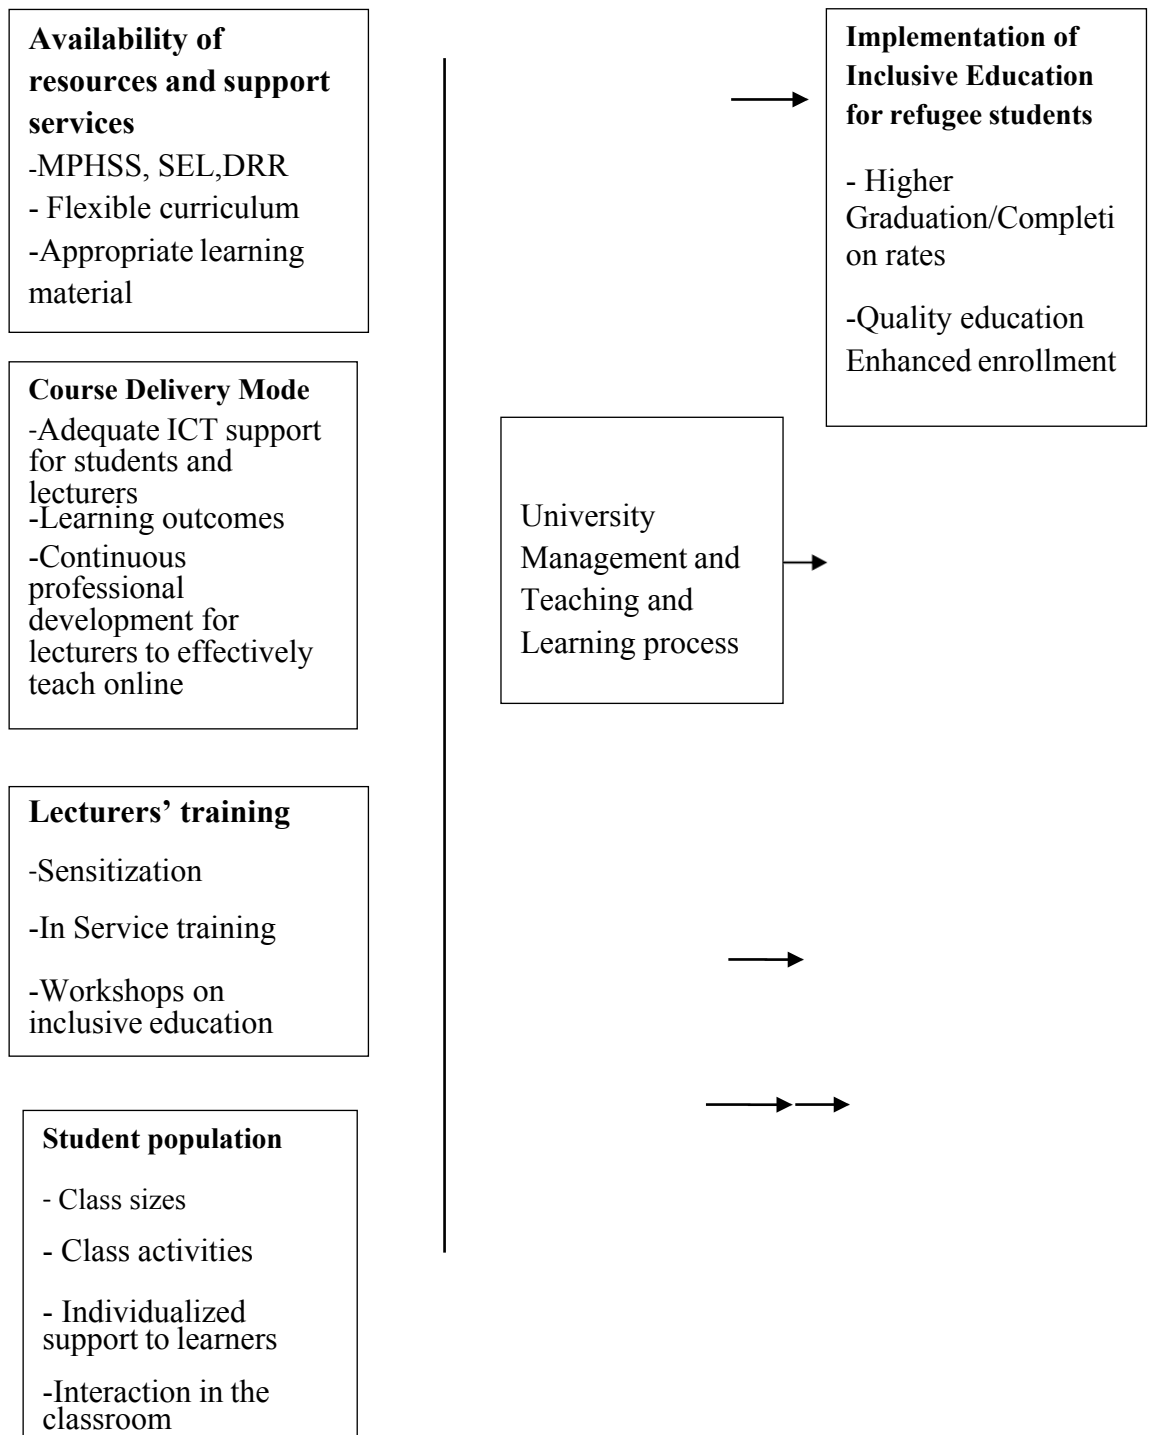 Availability of
resources and support
services
-MPHSS, SEL,DRR
- Flexible curriculum
-Appropriate learning
material
Course Delivery Mode
-Adequate ICT support
for students and
lecturers
-Learning outcomes
-Continuous
professional
development for
lecturers to effectively
teach online
Lecturers’ training
-Sensitization
-In Service training
-Workshops on
inclusive education
Student population
- Class sizes
- Class activities
- Individualized
support to learners
-Interaction in the
classroom
University
Management and
Teaching and
Learning process
Implementation of
Inclusive Education
for refugee students
- Higher
Graduation/Completi
on rates
-Quality education
Enhanced enrollment